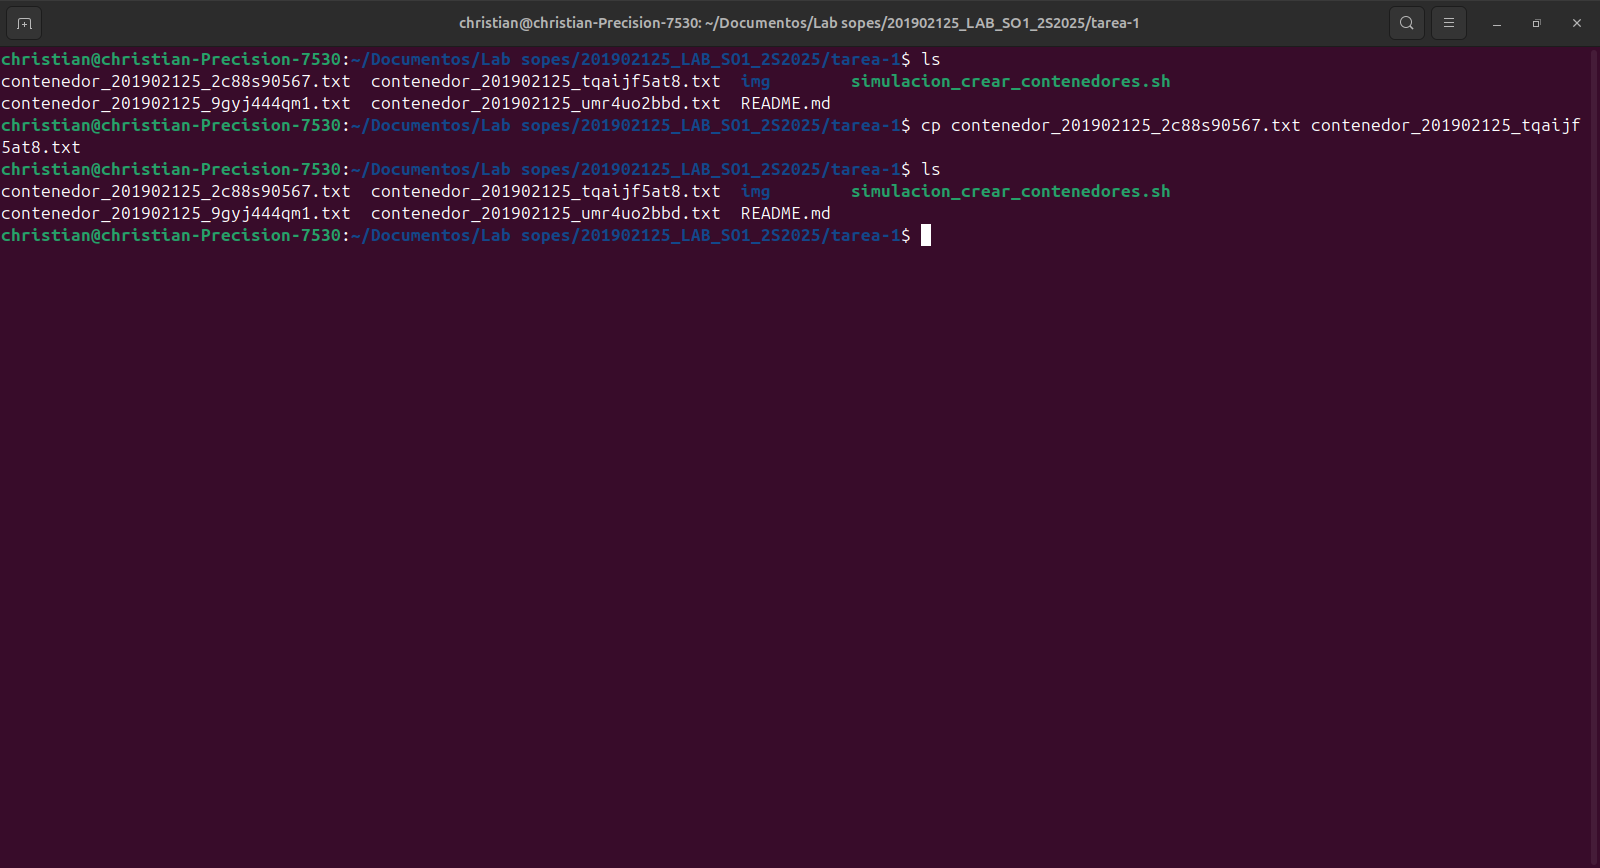 christian@christian-Precision-7530: ~/Documentos/Lab sopes/201902125_LAB_SO1_2S2025/tarea-1
christian@christian-Precision-7530:~/Documentos/Lab sopes/201902125_LAB_SO1_2S2025/tarea-1$ ls
contenedor_201902125_2c88s90567.txt  contenedor_201902125_tqaijf5at8.txt  img        simulacion_crear_contenedores.sh
contenedor_201902125_9gyj444qm1.txt  contenedor_201902125_umr4uo2bbd.txt  README.md
christian@christian-Precision-7530:~/Documentos/Lab sopes/201902125_LAB_SO1_2S2025/tarea-1$ cp contenedor_201902125_2c88s90567.txt contenedor_201902125_tqaijf
5at8.txt
christian@christian-Precision-7530:~/Documentos/Lab sopes/201902125_LAB_SO1_2S2025/tarea-1$ ls
contenedor_201902125_2c88s90567.txt  contenedor_201902125_tqaijf5at8.txt  img        simulacion_crear_contenedores.sh
contenedor_201902125_9gyj444qm1.txt  contenedor_201902125_umr4uo2bbd.txt  README.md
christian@christian-Precision-7530:~/Documentos/Lab sopes/201902125_LAB_SO1_2S2025/tarea-1$